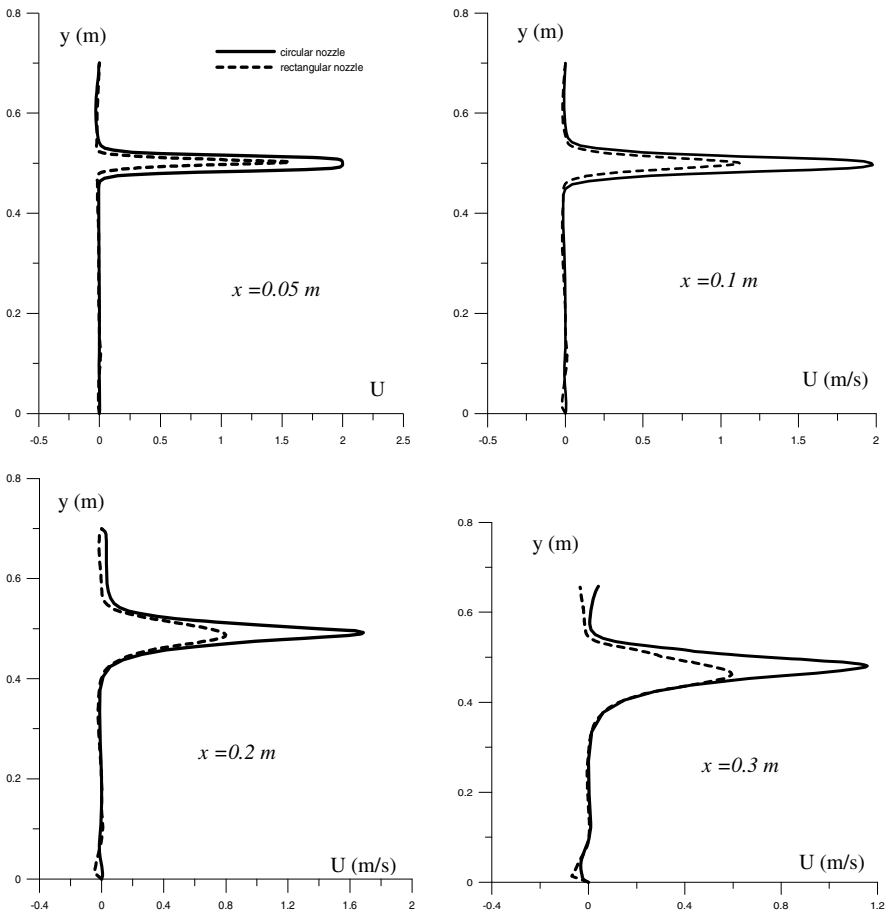 0.8
y (m)
circular nozzle
rectangular nozzle
0.6
0.4
x =0.05 m
0.2
U
0
-0.5 0 0.5 1 1.5 2 2.5
0.8
y (m)
0.6
0.4
x =0.1 m
0.2
U (m/s)
0
-0.5 0 0.5 1 1.5 2
0.8
y (m)
0.6
0.4
x =0.2 m
0.2
U (m/s)
0
-0.4 0 0.4 0.8 1.2 1.6 2
0.8
y (m)
0.6
0.4
x =0.3 m
0.2
U (m/s)
0
-0.4 0 0.4 0.8 1.2